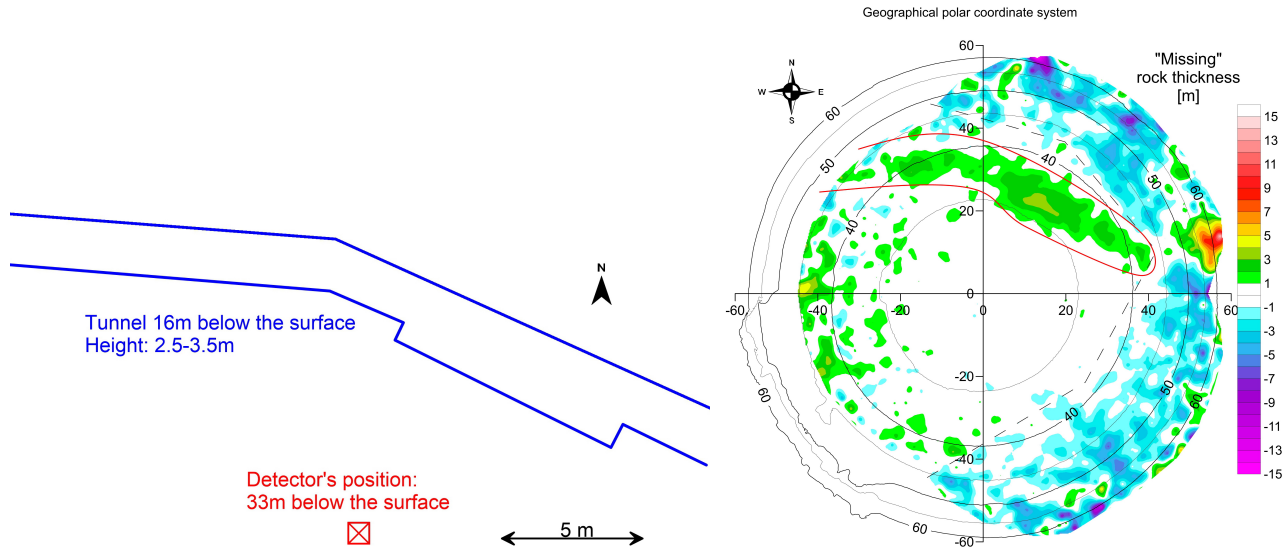 Geographical polar coordinate system
"Missing"
rock thickness
[m]
N
W E
S
60
40
20
-20
-40
-60
-60 -40 -20 0 20 40 60
0
60
50
40
40
50
60
40
50
60
60
60
15
13
11
9
7
5
3
1
-1
-3
-5
-7
-9
-11
-13
-15
N
Tunnel 16m below the surface
Height: 2.5-3.5m
Detector's position:
33m below the surface
5 m